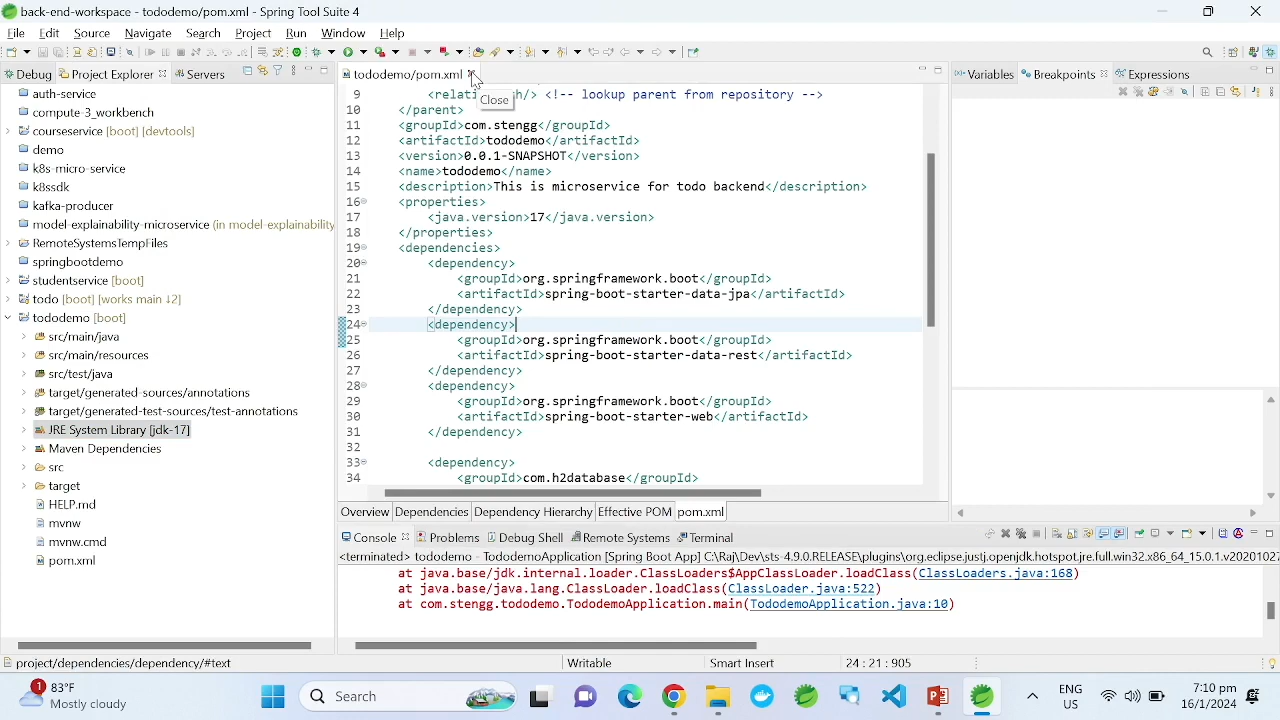 back-end-workspace - tododemo/pom.xml - Spring Tool Suite 4
File Edit Source Navigate Search Project Run Window Help
Debug Project Explorer Servers
auth-service
compute-3_workbench
courseservice [boot] [devtools]
demo
k8s-micro-service
k8ssdk
kafka-producer
model-explainability-microservice (in model-explainability
RemoteSystemsTempFiles
springbootdemo
studentservice [boot]
todo [boot] [works main ↓2]
tododemo [boot]
src/main/java
src/main/resources
src/test/java
target/generated-sources/annotations
target/generated-test-sources/test-annotations
JRE System Library [jdk-17]
Maven Dependencies
src
target
HELP.md
mvnw
mvnw.cmd
pom.xml
tododemo/pom.xml
Close
9 <relati h/> <!-- lookup parent from repository -->
10 </parent>
11 <groupId>com.stengg</groupId>
12 <artifactId>tododemo</artifactId>
13 <version>0.0.1-SNAPSHOT</version>
14 <name>tododemo</name>
15 <description>This is microservice for todo backend</description>
16 <properties>
17 <java.version>17</java.version>
18 </properties>
19 <dependencies>
20 <dependency>
21 <groupId>org.springframework.boot</groupId>
22 <artifactId>spring-boot-starter-data-jpa</artifactId>
23 </dependency>
24 <dependency>
25 <groupId>org.springframework.boot</groupId>
26 <artifactId>spring-boot-starter-data-rest</artifactId>
27 </dependency>
28 <dependency>
29 <groupId>org.springframework.boot</groupId>
30 <artifactId>spring-boot-starter-web</artifactId>
31 </dependency>
32
33 <dependency>
34 <groupId>com.h2database</groupId>
Overview Dependencies Dependency Hierarchy Effective POM pom.xml
Variables Breakpoints Expressions
Console Problems Debug Shell Remote Systems Terminal
<terminated> tododemo - TododemoApplication [Spring Boot App] C:\Raj\Dev\sts-4.9.0.RELEASE\plugins\org.eclipse.justj.openjdk.hotspot.jre.full.win32.x86_64_15.0.1.v2020102
at java.base/jdk.internal.loader.ClassLoaders$AppClassLoader.loadClass(ClassLoaders.java:168)
at java.base/java.lang.ClassLoader.loadClass(ClassLoader.java:522)
at com.stengg.tododemo.TododemoApplication.main(TododemoApplication.java:10)
project/dependencies/dependency/#text Writable Smart Insert 24 : 21 : 905
1 83°F
Mostly cloudy
Search
ENG
US
7:10 pm
16/1/2024